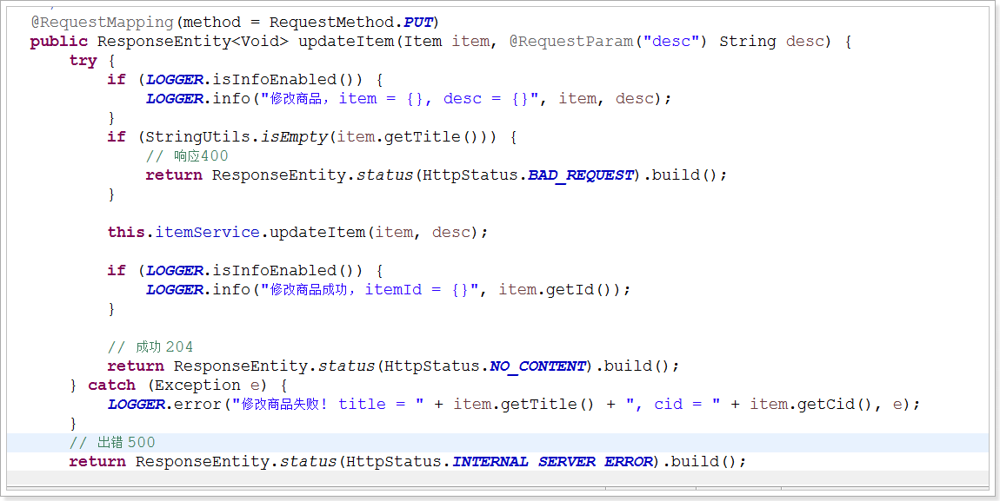 @RequestMapping(method = RequestMethod.PUT)
public ResponseEntity<Void> updateItem(Item item, @RequestParam("desc") String desc) {
try {
if (LOGGER.isInfoEnabled()) {
LOGGER.info("修改商品，item = {}, desc = {}", item, desc);
}
if (StringUtils.isEmpty(item.getTitle())) {
// 响应400
return ResponseEntity.status(HttpStatus.BAD_REQUEST).build();
}
this.itemService.updateItem(item, desc);
if (LOGGER.isInfoEnabled()) {
LOGGER.info("修改商品成功，itemId = {}", item.getId());
}
// 成功 204
return ResponseEntity.status(HttpStatus.NO_CONTENT).build();
} catch (Exception e) {
LOGGER.error("修改商品失败！title = " + item.getTitle() + ", cid = " + item.getCid(), e);
}
// 出错 500
return ResponseEntity.status(HttpStatus.INTERNAL_SERVER_ERROR).build();